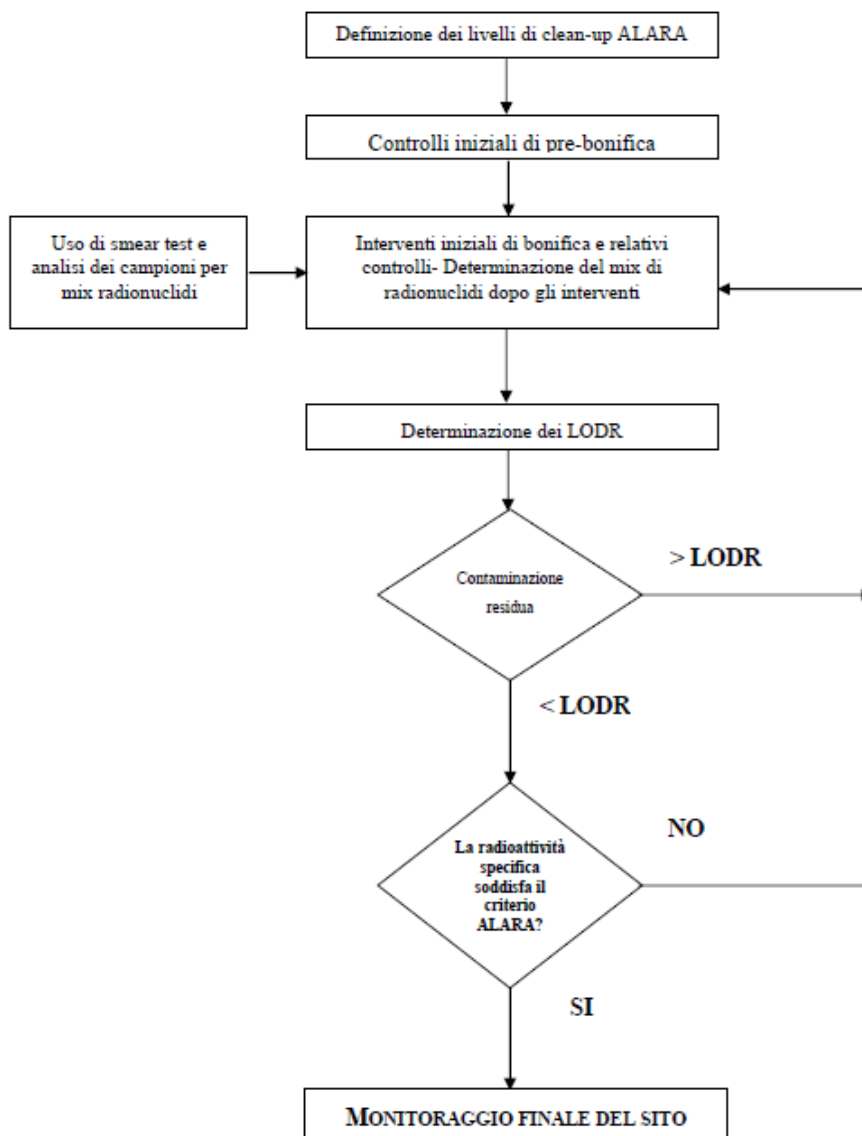 Definizione dei livelli di clean-up ALARA
Controlli iniziali di pre-bonifica
Uso di smear test e
analisi dei campioni per
mix radionuclidi
Interventi iniziali di bonifica e relativi
controlli- Determinazione del mix di
radionuclidi dopo gli interventi
Determinazione dei LODR
Contaminazione
residua
> LODR
< LODR
La radioattività
specifica
soddisfa il
criterio
ALARA?
NO
SI
MONITORAGGIO FINALE DEL SITO